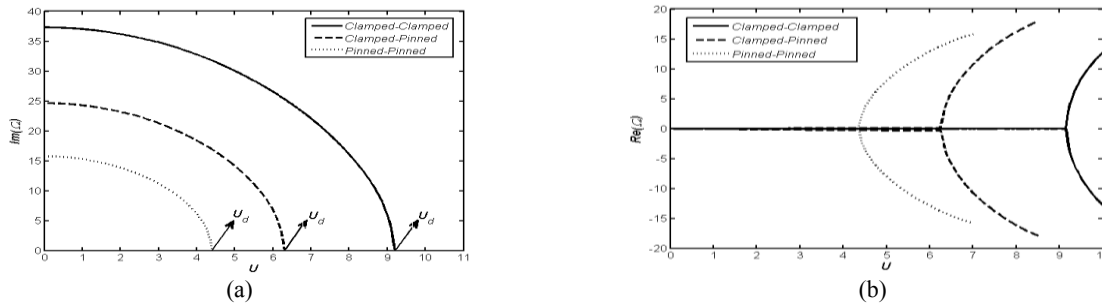 40
35
30
25
20
15
10
5
0
Im(Ω)
Clamped-Clamped
Clamped-Pinned
Pinned-Pinned
U_d
U_d
U_d
0 1 2 3 4 5 6 7 8 9 10 11
U
(a)
20
15
10
5
0
-5
-10
-15
-20
Re(Ω)
Clamped-Clamped
Clamped-Pinned
Pinned-Pinned
0 1 2 3 4 5 6 7 8 9 10
U
(b)